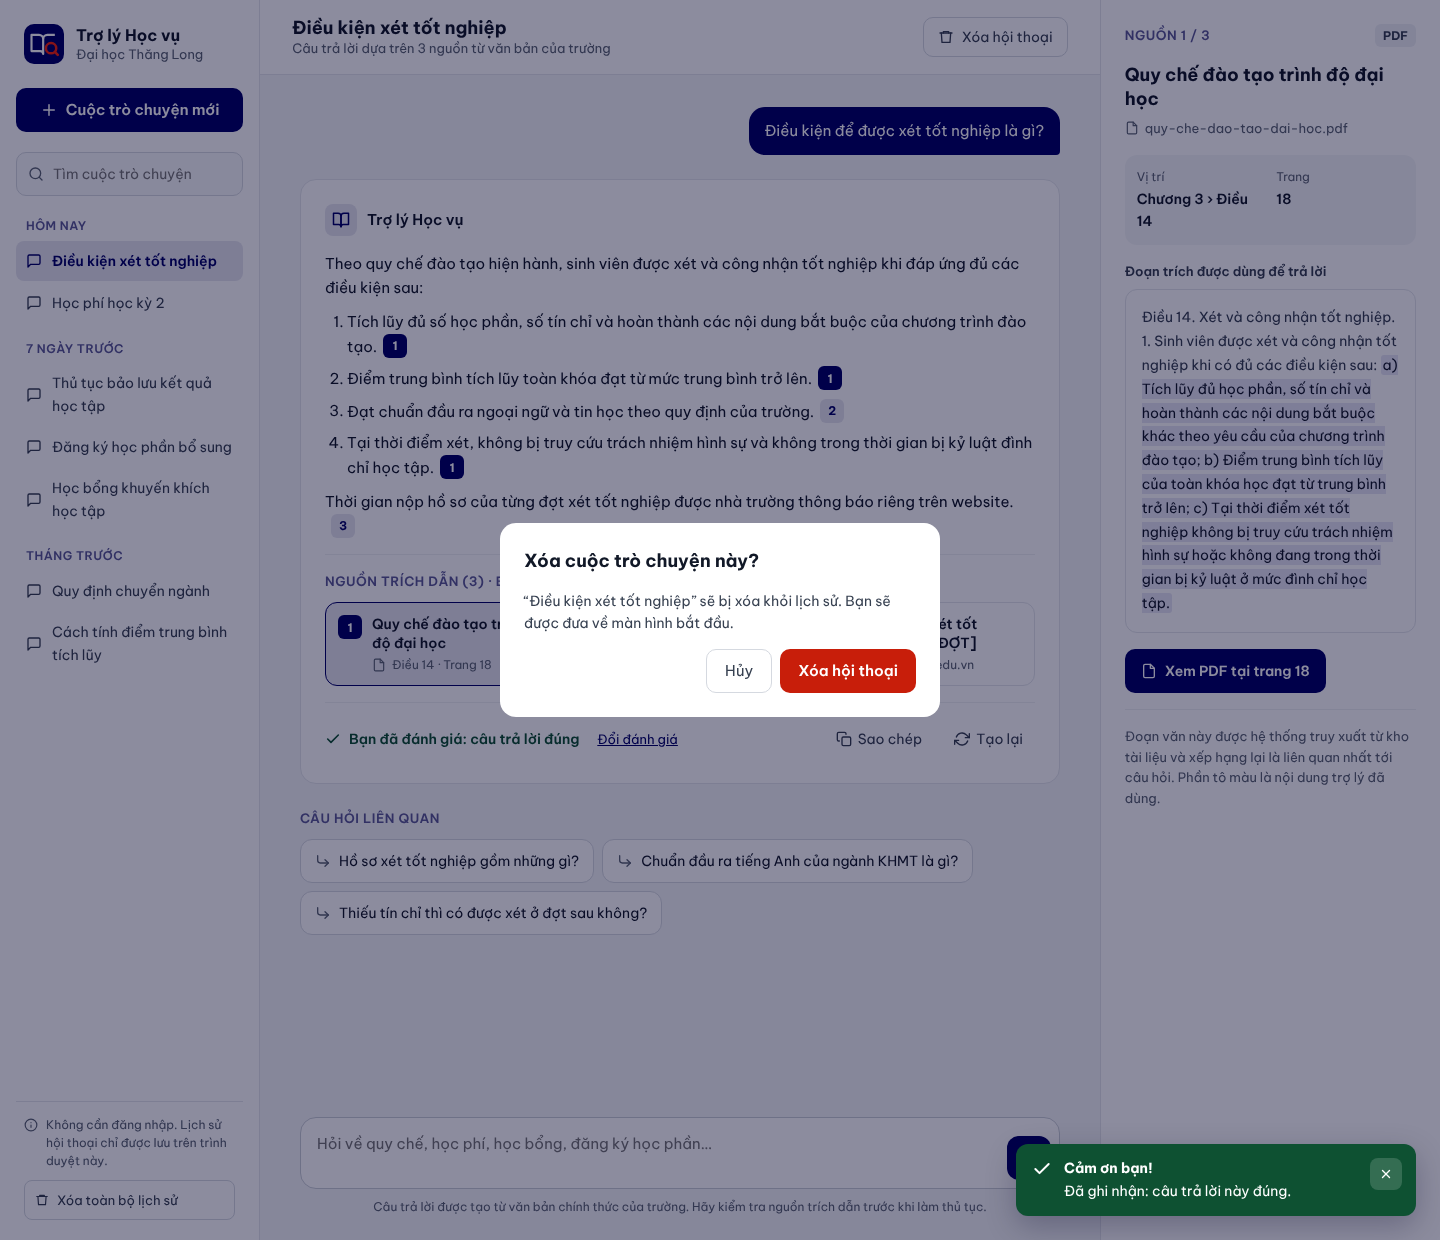 Trợ lý Học vụ
Đại học Thăng Long
Cuộc trò chuyện mới
Tìm cuộc trò chuyện
HÔM NAY
Điều kiện xét tốt nghiệp
Học phí học kỳ 2
7 NGÀY TRƯỚC
Thủ tục bảo lưu kết quả
học tập
Đăng ký học phần bổ sung
Học bổng khuyến khích
học tập
THÁNG TRƯỚC
Quy định chuyển ngành
Cách tính điểm trung bình
tích lũy
Không cần đăng nhập. Lịch sử
hội thoại chỉ được lưu trên trình
duyệt này.
Xóa toàn bộ lịch sử
Điều kiện xét tốt nghiệp
Câu trả lời dựa trên 3 nguồn từ văn bản của trường
Xóa hội thoại
Điều kiện để được xét tốt nghiệp là gì?
Trợ lý Học vụ
Theo quy chế đào tạo hiện hành, sinh viên được xét và công nhận tốt nghiệp khi đáp ứng đủ các
điều kiện sau:
1. Tích lũy đủ số học phần, số tín chỉ và hoàn thành các nội dung bắt buộc của chương trình đào
tạo. 1
2. Điểm trung bình tích lũy toàn khóa đạt từ mức trung bình trở lên. 1
3. Đạt chuẩn đầu ra ngoại ngữ và tin học theo quy định của trường. 2
4. Tại thời điểm xét, không bị truy cứu trách nhiệm hình sự và không trong thời gian bị kỷ luật đình
chỉ học tập. 1
Thời gian nộp hồ sơ của từng đợt xét tốt nghiệp được nhà trường thông báo riêng trên website.
3
NGUỒN TRÍCH DẪN (3) ·
1 Quy chế đào tạo
độ đại học
Điều 14 · Trang 18
ét tốt
ĐỢT]
edu.vn
Xóa cuộc trò chuyện này?
“Điều kiện xét tốt nghiệp” sẽ bị xóa khỏi lịch sử. Bạn sẽ
được đưa về màn hình bắt đầu.
Hủy
Xóa hội thoại
Bạn đã đánh giá: câu trả lời đúng
Đổi đánh giá
Sao chép
Tạo lại
CÂU HỎI LIÊN QUAN
Hồ sơ xét tốt nghiệp gồm những gì?
Chuẩn đầu ra tiếng Anh của ngành KHMT là gì?
Thiếu tín chỉ thì có được xét ở đợt sau không?
Hỏi về quy chế, học phí, học bổng, đăng ký học phần...
Câu trả lời được tạo từ văn bản chính thức của trường. Hãy kiểm tra nguồn trích dẫn trước khi làm thủ tục.
NGUỒN 1 / 3
PDF
Quy chế đào tạo trình độ đại
học
quy-che-dao-tao-dai-hoc.pdf
Vị trí
Chương 3 › Điều
14
Trang
18
Đoạn trích được dùng để trả lời
Điều 14. Xét và công nhận tốt nghiệp.
1. Sinh viên được xét và công nhận tốt
nghiệp khi có đủ các điều kiện sau: a)
Tích lũy đủ học phần, số tín chỉ và
hoàn thành các nội dung bắt buộc
khác theo yêu cầu của chương trình
đào tạo; b) Điểm trung bình tích lũy
của toàn khóa học đạt từ trung bình
trở lên; c) Tại thời điểm xét tốt
nghiệp không bị truy cứu trách nhiệm
hình sự hoặc không đang trong thời
gian bị kỷ luật ở mức đình chỉ học
tập.
Xem PDF tại trang 18
Đoạn văn này được hệ thống truy xuất từ kho
tài liệu và xếp hạng lại là liên quan nhất tới
câu hỏi. Phần tô màu là nội dung trợ lý đã
dùng.
Cảm ơn bạn!
Đã ghi nhận: câu trả lời này đúng.